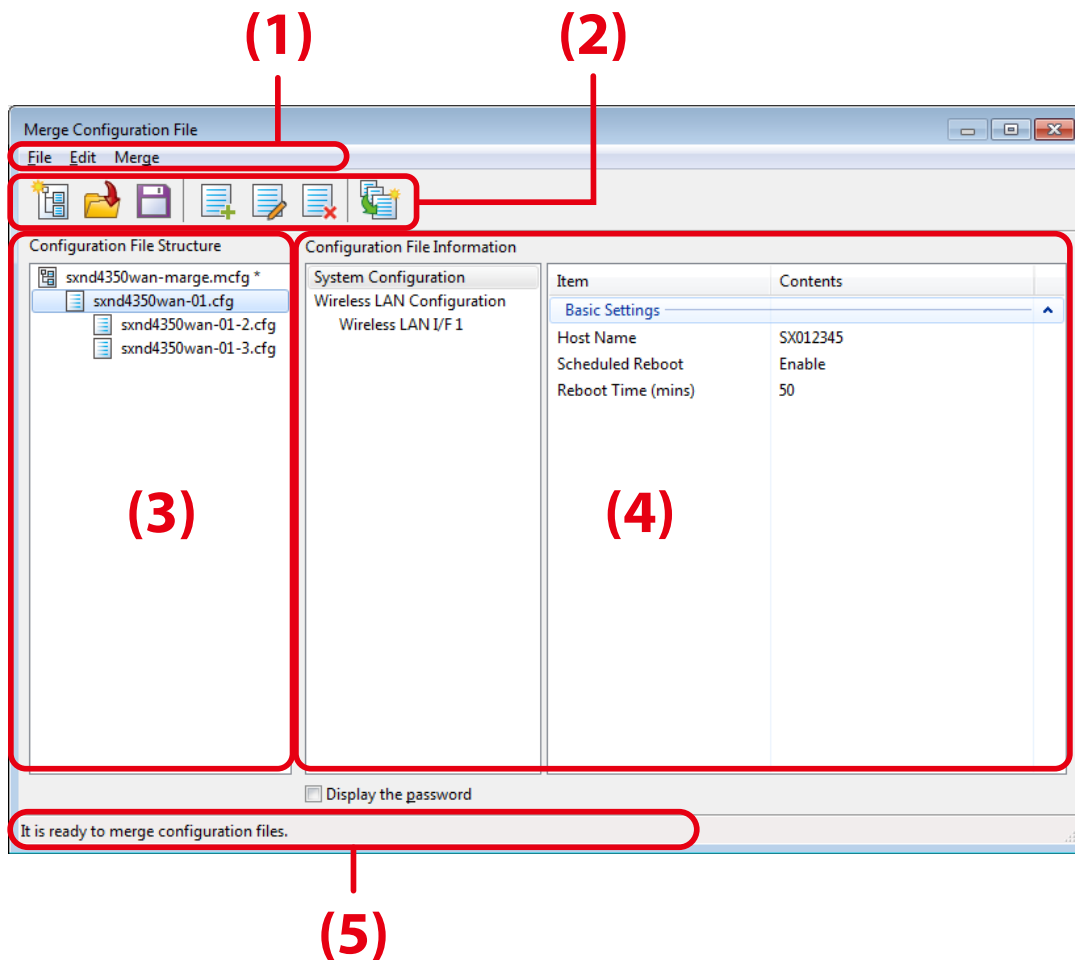 (1)
(2)
Merge Configuration File
File Edit Merge
Configuration File Structure
Configuration File Information
sxnd4350wan-marge.mcfg *
sxnd4350wan-01.cfg
sxnd4350wan-01-2.cfg
sxnd4350wan-01-3.cfg
System Configuration
Wireless LAN Configuration
Wireless LAN I/F 1
Item Contents
Basic Settings
Host Name SX012345
Scheduled Reboot Enable
Reboot Time (mins) 50
(3)
(4)
Display the password
It is ready to merge configuration files.
(5)